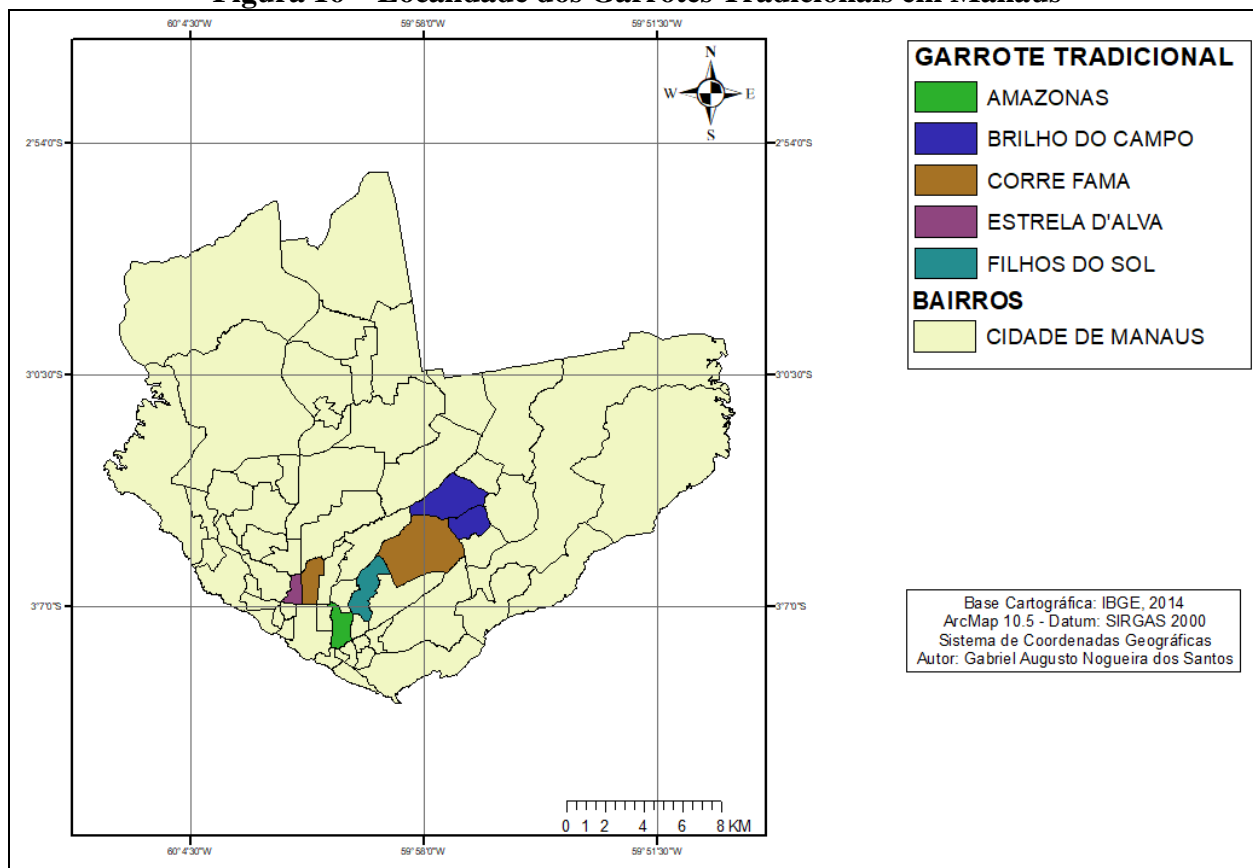 Figura 10 – Localidade dos Garrotes Tradicionais em Manaus
60°4'30"W 59°58'0"W 59°51'30"W
N
W E
S
2°54'0"S 2°54'0"S
3°0'30"S 3°0'30"S
3°7'0"S 3°7'0"S
0 1 2 4 6 8 KM
60°4'30"W 59°58'0"W 59°51'30"W
GARROTE TRADICIONAL
AMAZONAS
BRILHO DO CAMPO
CORRE FAMA
ESTRELA D'ALVA
FILHOS DO SOL
BAIRROS
CIDADE DE MANAUS
Base Cartográfica: IBGE, 2014
ArcMap 10.5 - Datum: SIRGAS 2000
Sistema de Coordenadas Geográficas
Autor: Gabriel Augusto Nogueira dos Santos